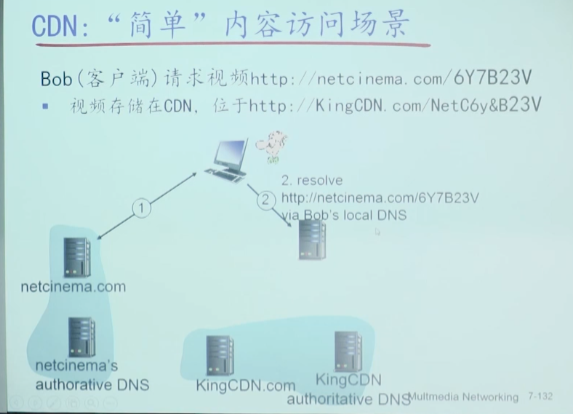 CDN: “简单”内容访问场景
Bob(客户端)请求视频http://netcinema.com/6Y7B23V
▪ 视频存储在CDN, 位于http://KingCDN.com/NetC6y&B23V
1
2
2. resolve
http://netcinema.com/6Y7B23V
via Bob's local DNS
netcinema.com
netcinema's
authorative DNS
KingCDN.com
KingCDN
authoritative DNS
Multmedia Networking 7-132